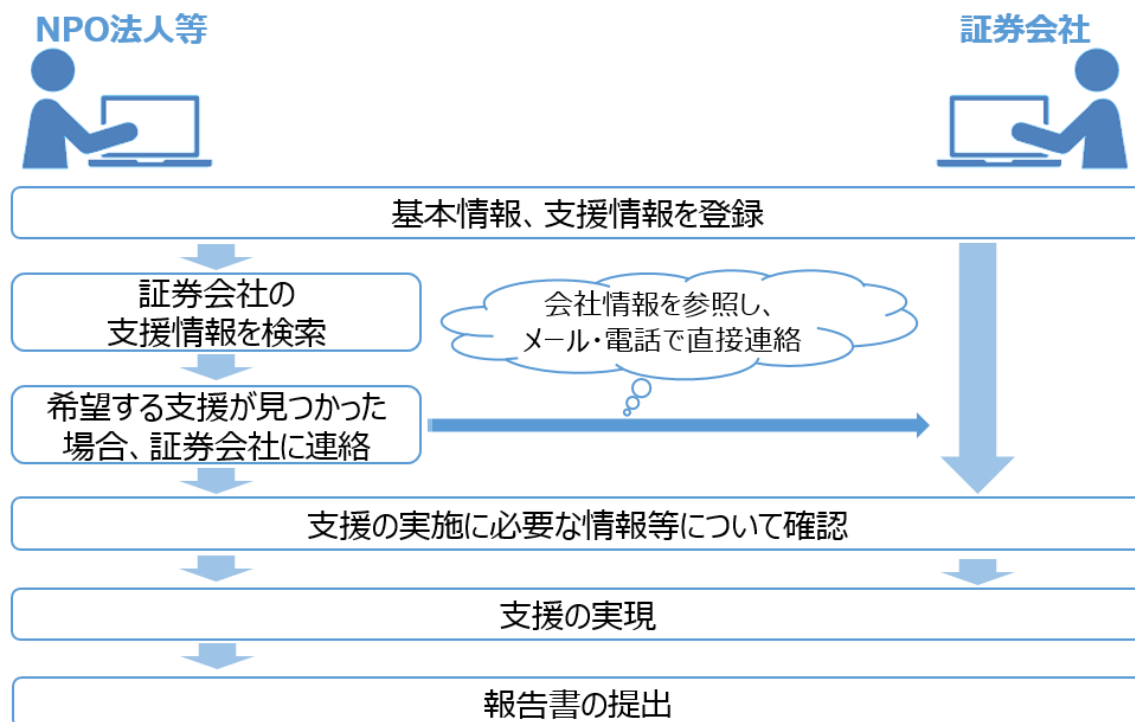 NPO法人等
証券会社
基本情報、支援情報を登録
証券会社の
支援情報を検索
会社情報を参照し、
メール・電話で直接連絡
希望する支援が見つかった
場合、証券会社に連絡
支援の実施に必要な情報等について確認
支援の実現
報告書の提出